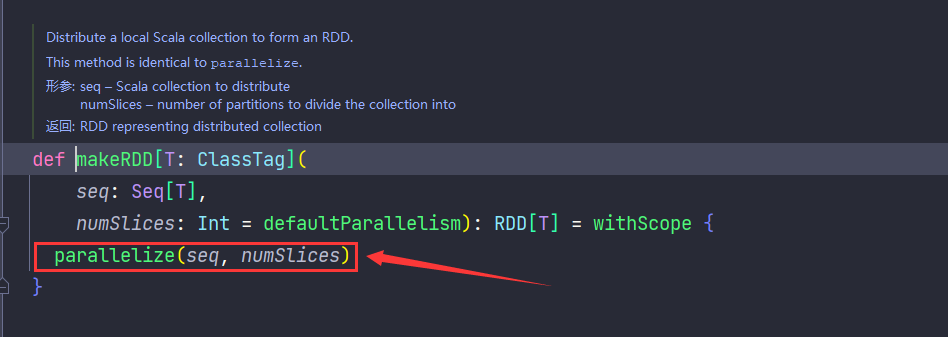 Distribute a local Scala collection to form an RDD.
This method is identical to parallelize.
形参: seq – Scala collection to distribute
numSlices – number of partitions to divide the collection into
返回: RDD representing distributed collection
def makeRDD[T: ClassTag](
seq: Seq[T],
numSlices: Int = defaultParallelism): RDD[T] = withScope {
parallelize(seq, numSlices)
}